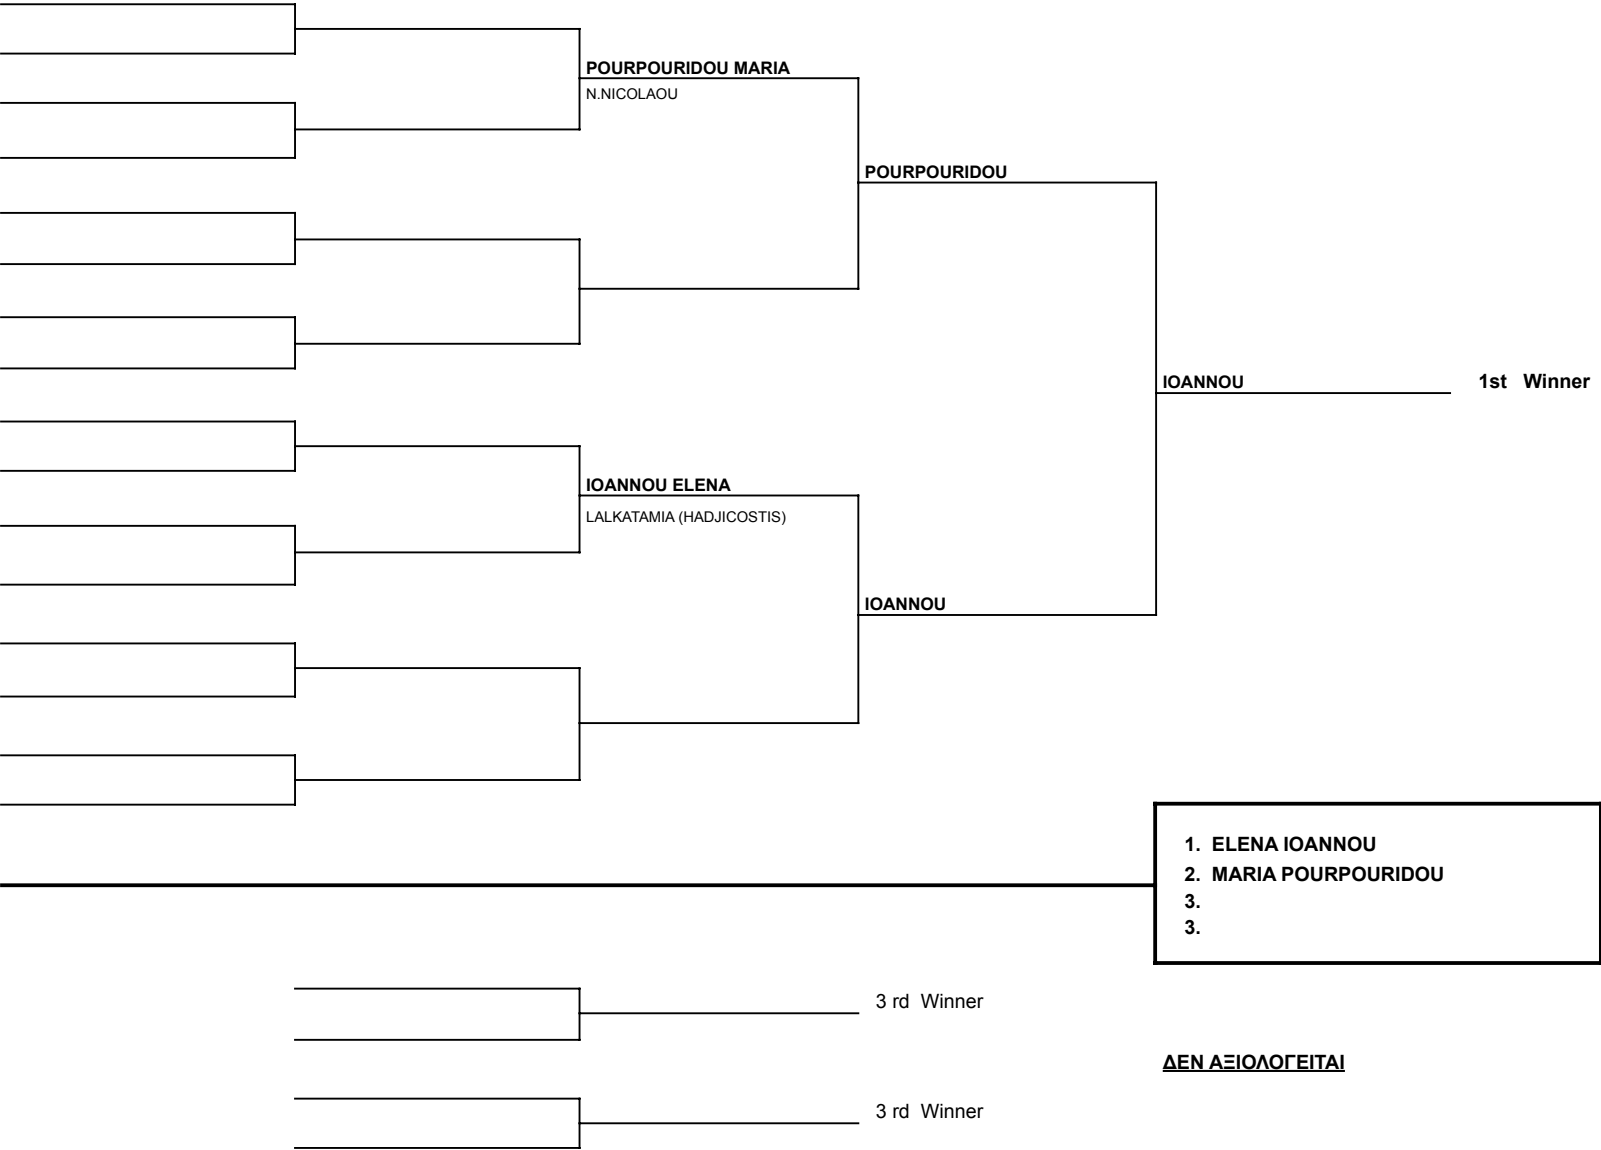 POURPOURIDOU MARIA
N.NICOLAOU
POURPOURIDOU
IOANNOU
1st Winner
IOANNOU ELENA
LALKATAMIA (HADJICOSTIS)
IOANNOU
1. ELENA IOANNOU
2. MARIA POURPOURIDOU
3.
3.
3 rd Winner
ΔΕΝ ΑΞΙΟΛΟΓΕΙΤΑΙ
3 rd Winner